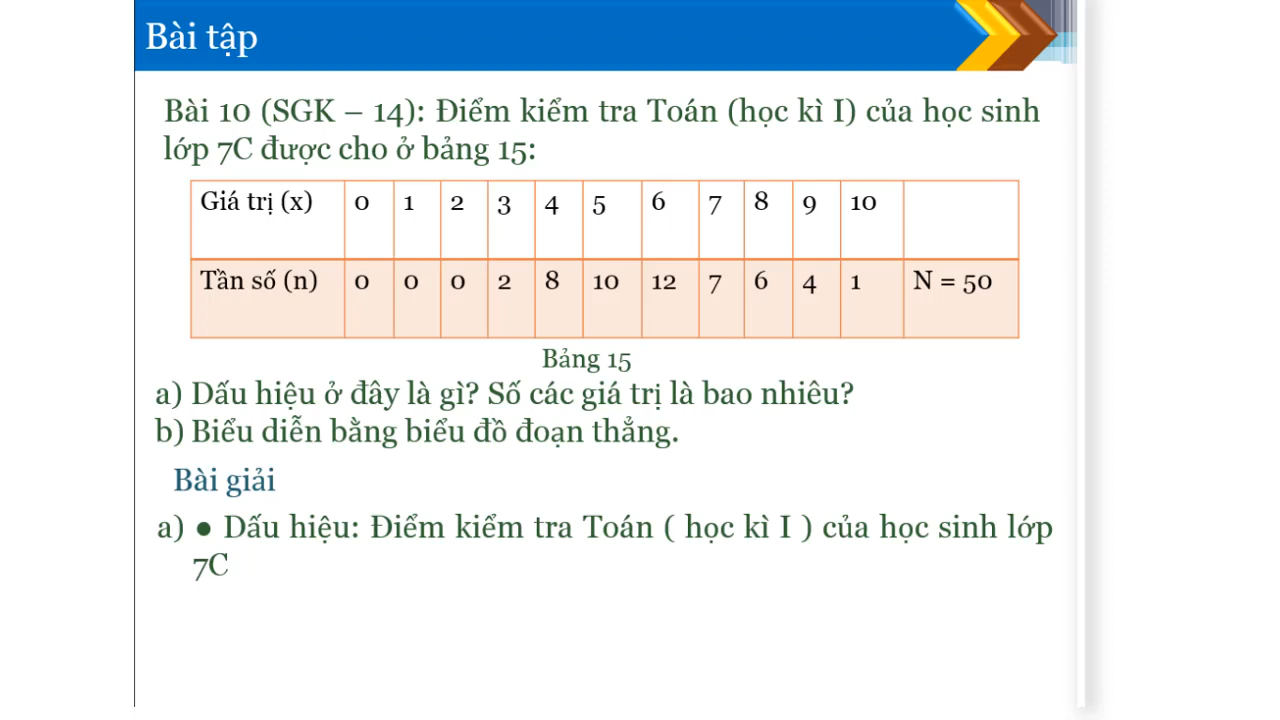 Bài tập
Bài 10 (SGK – 14): Điểm kiểm tra Toán (học kì I) của học sinh
lớp 7C được cho ở bảng 15:
Giá trị (x) 0 1 2 3 4 5 6 7 8 9 10
Tần số (n) 0 0 0 2 8 10 12 7 6 4 1 N = 50
Bảng 15
a) Dấu hiệu ở đây là gì? Số các giá trị là bao nhiêu?
b) Biểu diễn bằng biểu đồ đoạn thẳng.
Bài giải
a) ● Dấu hiệu: Điểm kiểm tra Toán ( học kì I ) của học sinh lớp
7C